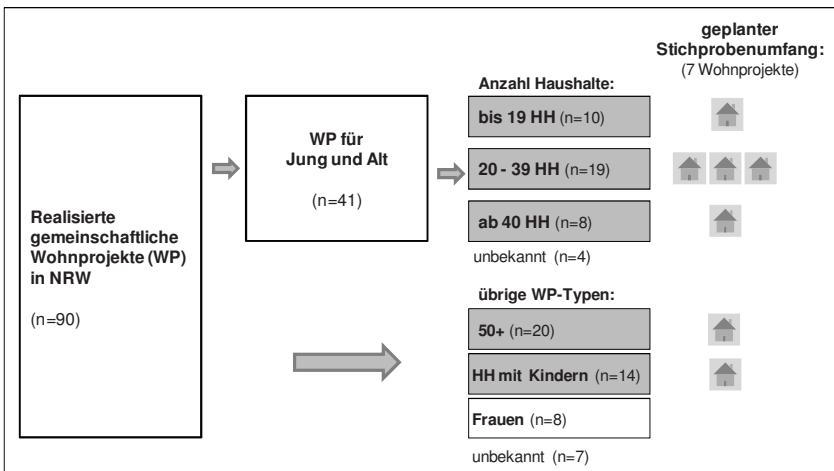 geplanter
Stichprobenumfang:
(7 Wohnprojekte)
Anzahl Haushalte:
bis 19 HH (n=10)
WP für
Jung und Alt
(n=41)
20 - 39 HH (n=19)
ab 40 HH (n=8)
unbekannt (n=4)
Realisierte
gemeinschaftliche
Wohnprojekte (WP)
in NRW
(n=90)
übrige WP-Typen:
50+ (n=20)
HH mit Kindern (n=14)
Frauen (n=8)
unbekannt (n=7)